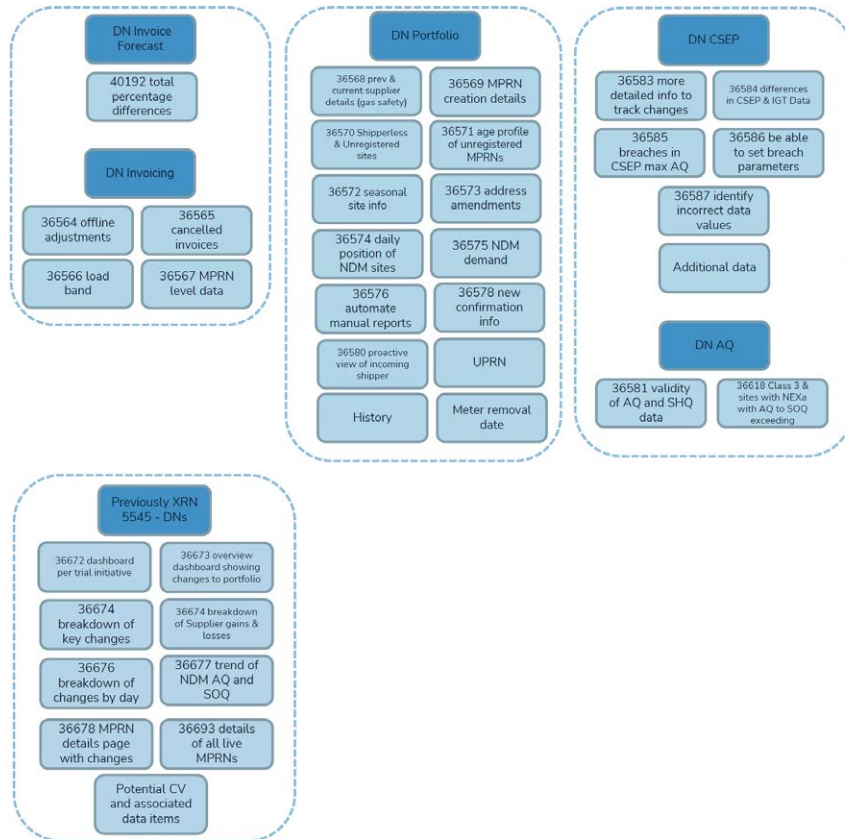 DN Invoice
Forecast
40192 total
percentage
differences
DN Invoicing
36564 offline
adjustments
36565
cancelled
invoices
36566 load
band
36567 MPRN
level data
DN Portfolio
36568 prev &
current supplier
details (gas safety)
36569 MPRN
creation details
36570 Shipperless
& Unregistered
sites
36571 age profile
of unregistered
MPRNs
36572 seasonal
site info
36573 address
amendments
36574 daily
position of
NDM sites
36575 NDM
demand
36576
automate
manual reports
36578 new
confirmation
info
36580 proactive
view of incoming
shipper
UPRN
History
Meter removal
date
DN CSEP
36583 more
detailed info to
track changes
36584 differences
in CSEP & IGT Data
36585
breaches in
CSEP max AQ
36586 be able
to set breach
parameters
36587 identify
incorrect data
values
Additional data
DN AQ
36581 validity
of AQ and SHQ
data
36618 Class 3 &
sites with NEXa
with AQ to SOQ
exceeding
Previously XRN
5545 - DNs
36672 dashboard
per trial initiative
36673 overview
dashboard showing
changes to portfolio
36674
breakdown of
key changes
36674 breakdown
of Supplier gains &
losses
36676
breakdown of
changes by day
36677 trend of
NDM AQ and
SOQ
36678 MPRN
details page
with changes
36693 details
of all live
MPRNs
Potential CV
and associated
data items